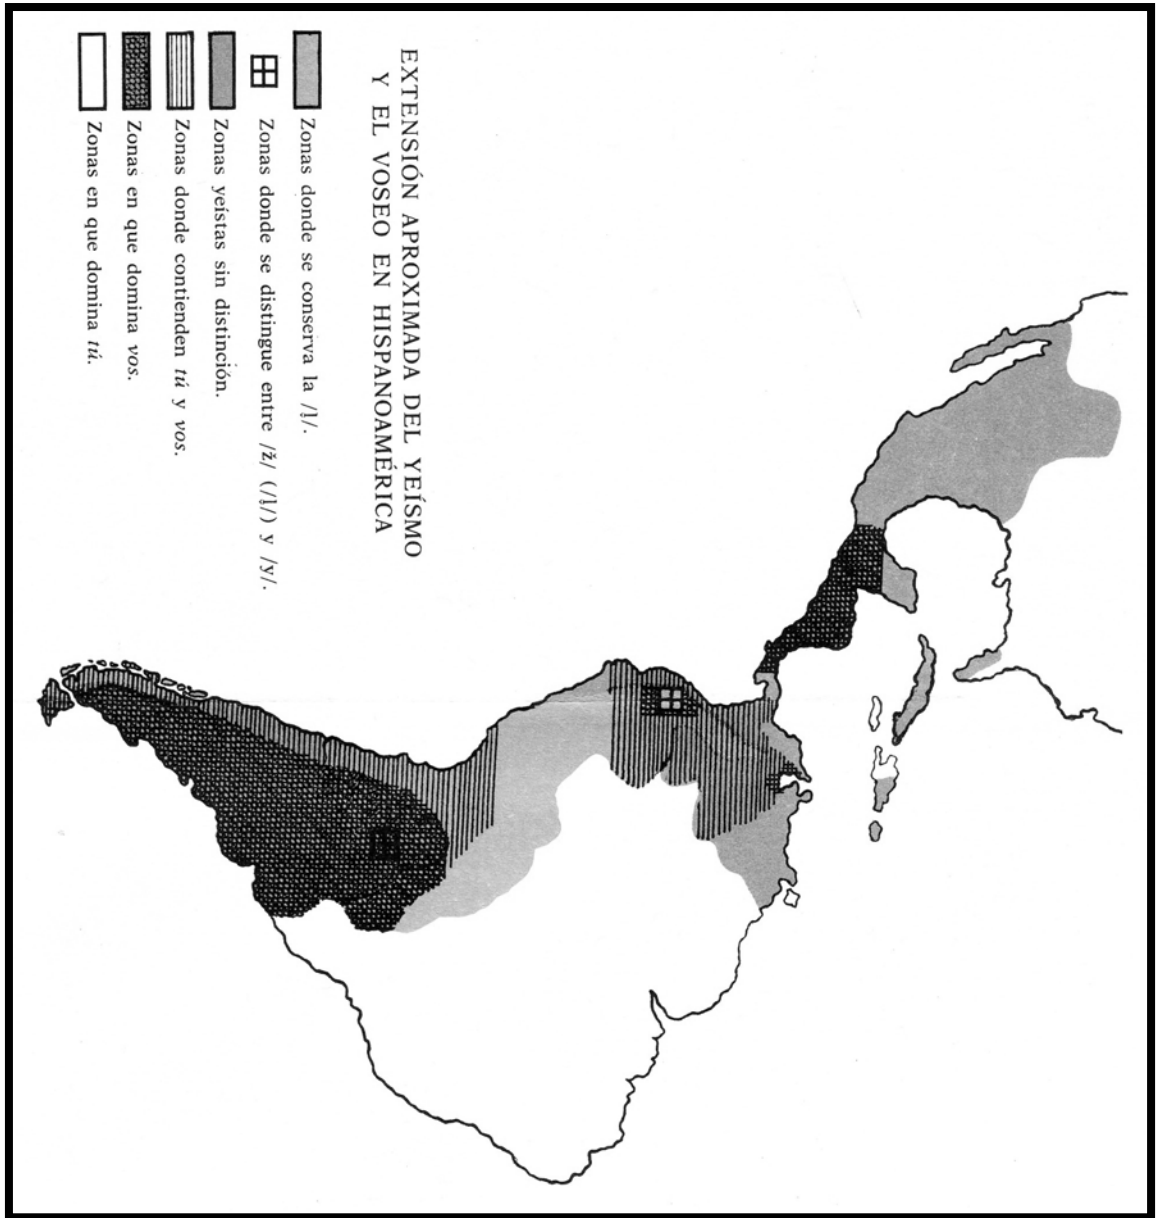 EXTENSIÓN APROXIMADA DEL YEÍSMO
Y EL VOSEO EN HISPANOAMÉRICA
Zonas donde se conserva la /l̮/.
Zonas donde se distingue entre /ž/ (/l̮/) y /y/.
Zonas yeístas sin distinción.
Zonas donde contienden tú y vos.
Zonas en que domina vos.
Zonas en que domina tú.